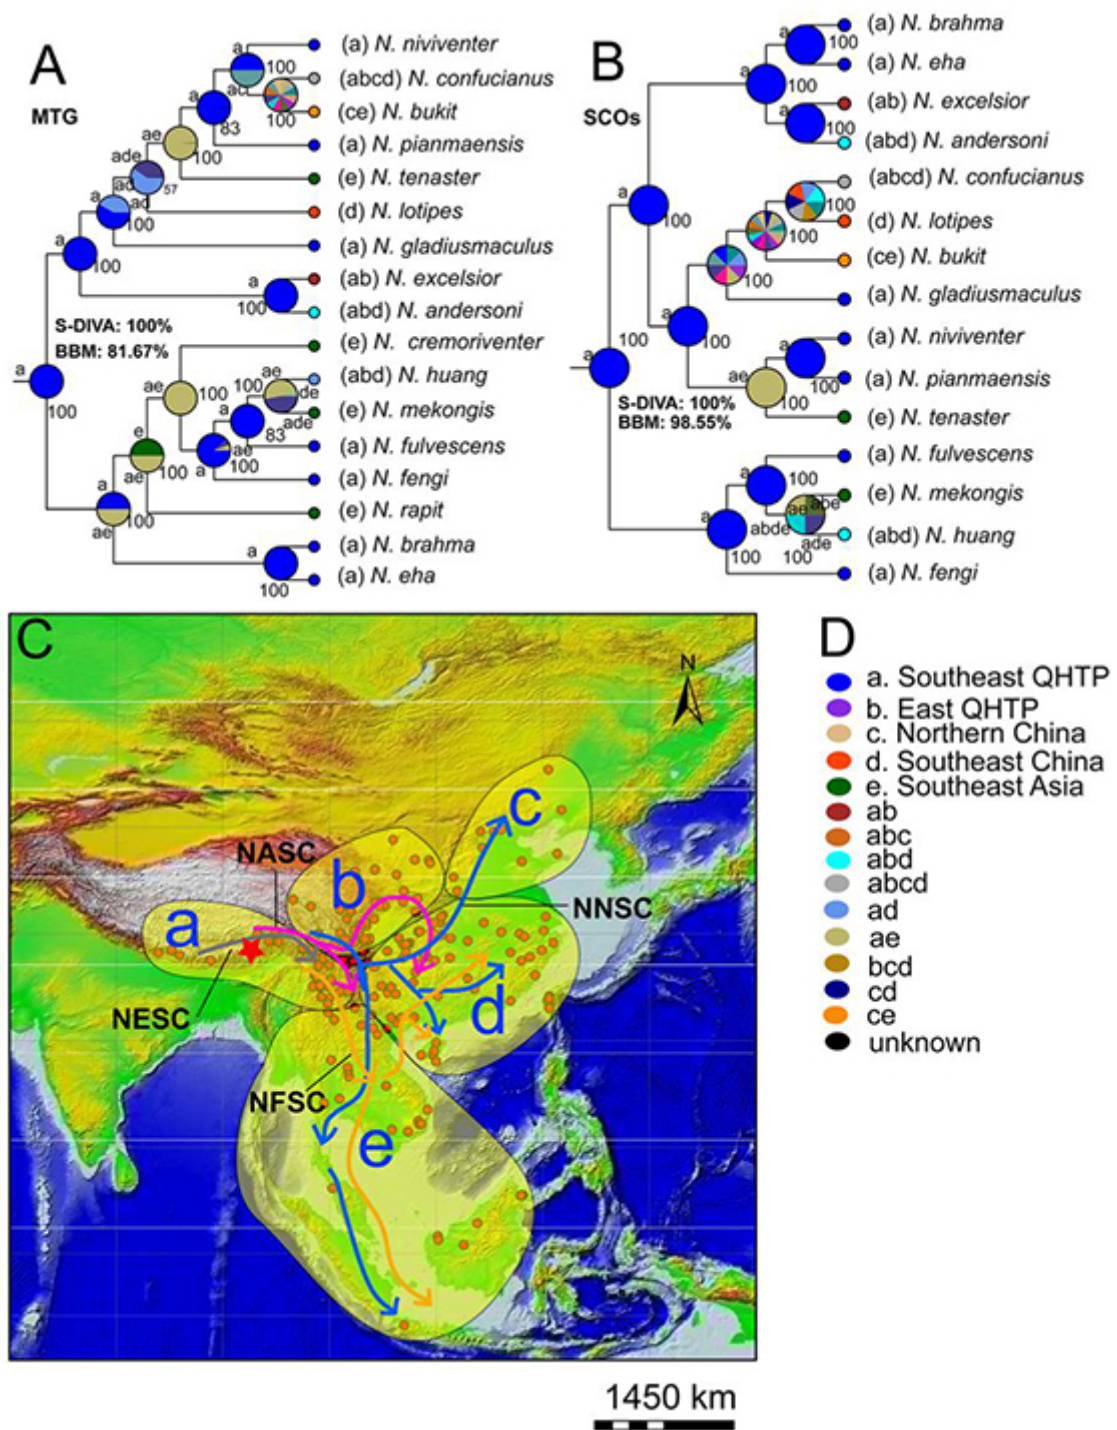 A
MTG
a
100
ac
100
83
ae
100
ade
57
ad
ad
a
100
a
100
a
100
S-DIVA: 100%
BBM: 81.67%
a
100
ae
100
100
ae
de
ade
a
83
ae
a
100
e
ae
100
a
ae
100
a
100
(a) N. niviventer
(abcd) N. confucianus
(ce) N. bukit
(a) N. pianmaensis
(e) N. tenaster
(d) N. lotipes
(a) N. gladiusmaculus
(ab) N. excelsior
(abd) N. andersoni
(e) N. cremoriventer
(abd) N. huang
(e) N. mekongis
(a) N. fulvescens
(a) N. fengi
(e) N. rapit
(a) N. brahma
(a) N. eha
B
SCOs
a
100
a
100
a
100
a
100
100
100
100
a
100
a
100
ae
100
a
100
S-DIVA: 100%
BBM: 98.55%
a
100
a
100
ae
abe
abde
ade
100
(a) N. brahma
(a) N. eha
(ab) N. excelsior
(abd) N. andersoni
(abcd) N. confucianus
(d) N. lotipes
(ce) N. bukit
(a) N. gladiusmaculus
(a) N. niviventer
(a) N. pianmaensis
(e) N. tenaster
(a) N. fulvescens
(e) N. mekongis
(abd) N. huang
(a) N. fengi
C
N
c
NASC
b
NNSC
a
d
NESC
NFSC
e
1450 km
D
a. Southeast QHTP
b. East QHTP
c. Northern China
d. Southeast China
e. Southeast Asia
ab
abc
abd
abcd
ad
ae
bcd
cd
ce
unknown